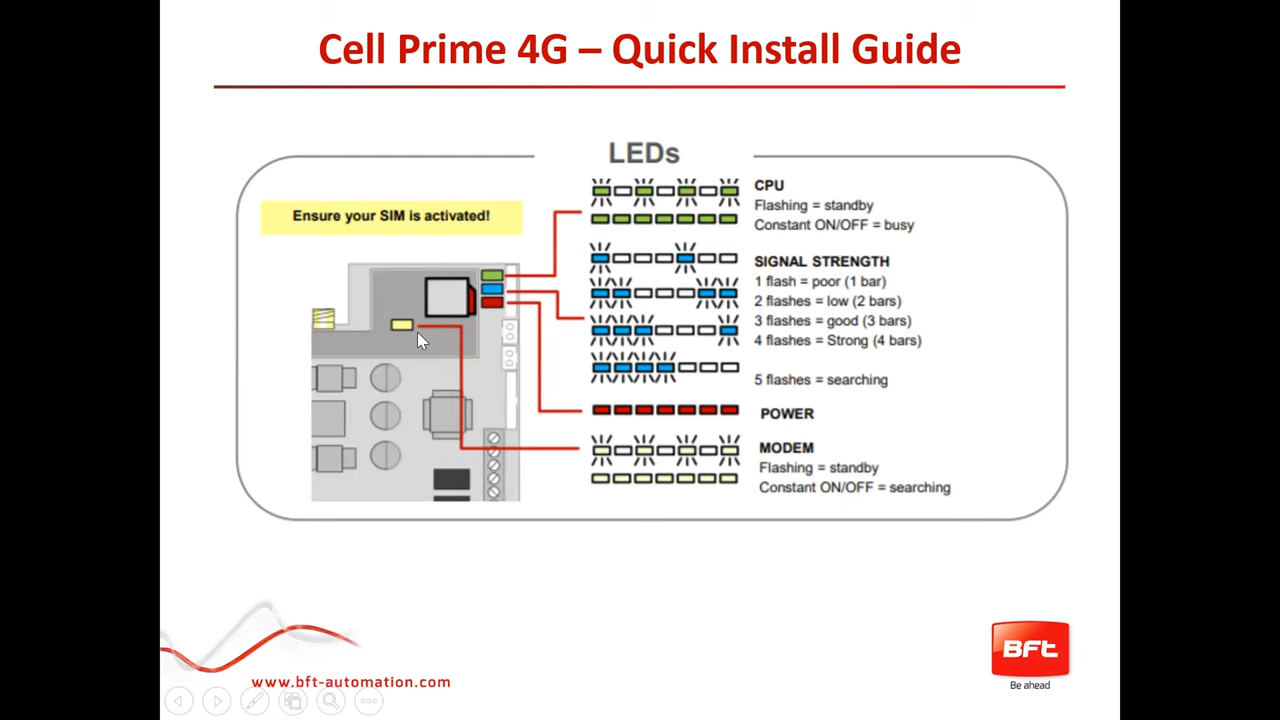 Cell Prime 4G – Quick Install Guide
LEDs
Ensure your SIM is activated!
CPU
Flashing = standby
Constant ON/OFF = busy
SIGNAL STRENGTH
1 flash = poor (1 bar)
2 flashes = low (2 bars)
3 flashes = good (3 bars)
4 flashes = Strong (4 bars)
5 flashes = searching
POWER
MODEM
Flashing = standby
Constant ON/OFF = searching
BFT
Be ahead
www.bft-automation.com